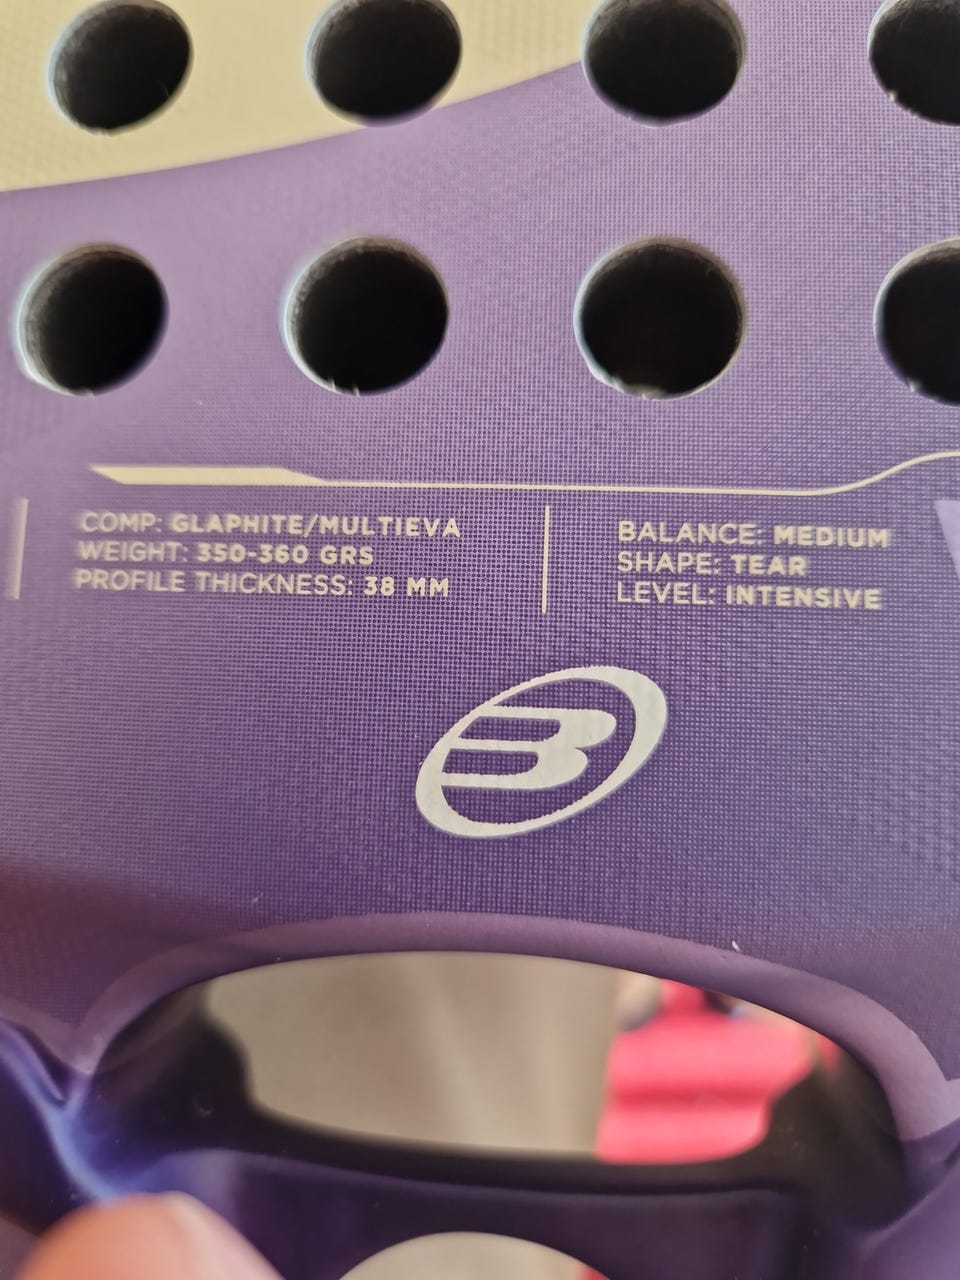 COMP: GLAPHITE/MULTIEVA
WEIGHT: 350-360 GRS
PROFILE THICKNESS: 38 MM
BALANCE: MEDIUM
SHAPE: TEAR
LEVEL: INTENSIVE
B